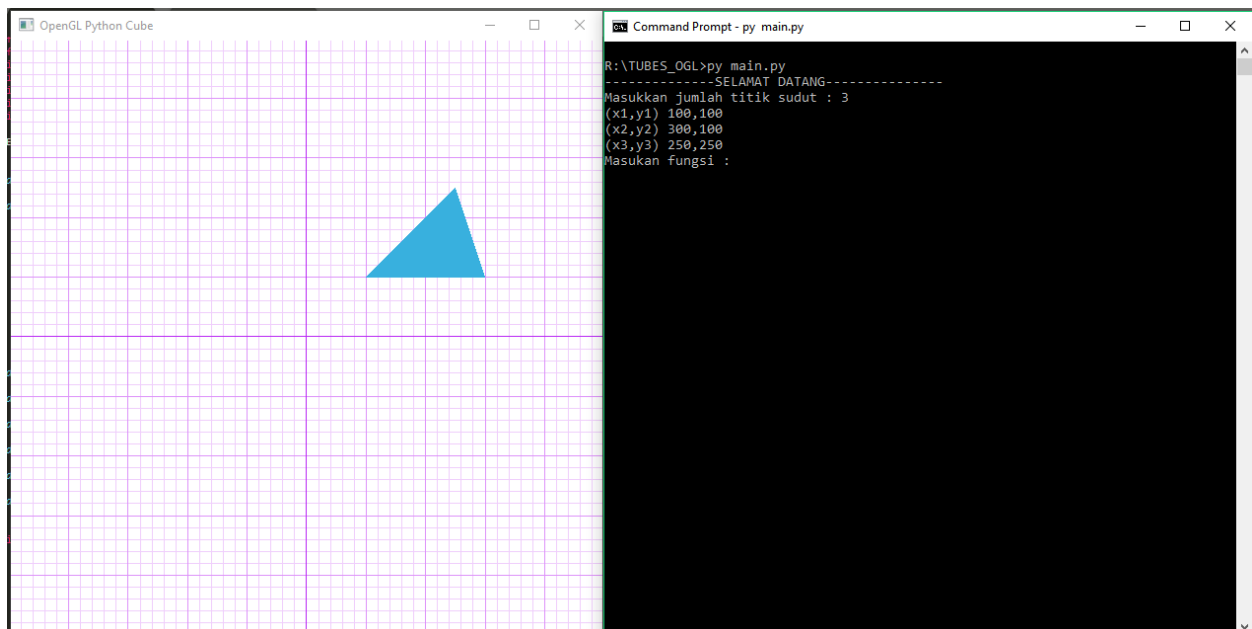 OpenGL Python Cube
Command Prompt - py main.py
R:\TUBES_OGL>py main.py
--------------SELAMAT DATANG---------------
Masukkan jumlah titik sudut : 3
(x1,y1) 100,100
(x2,y2) 300,100
(x3,y3) 250,250
Masukan fungsi :